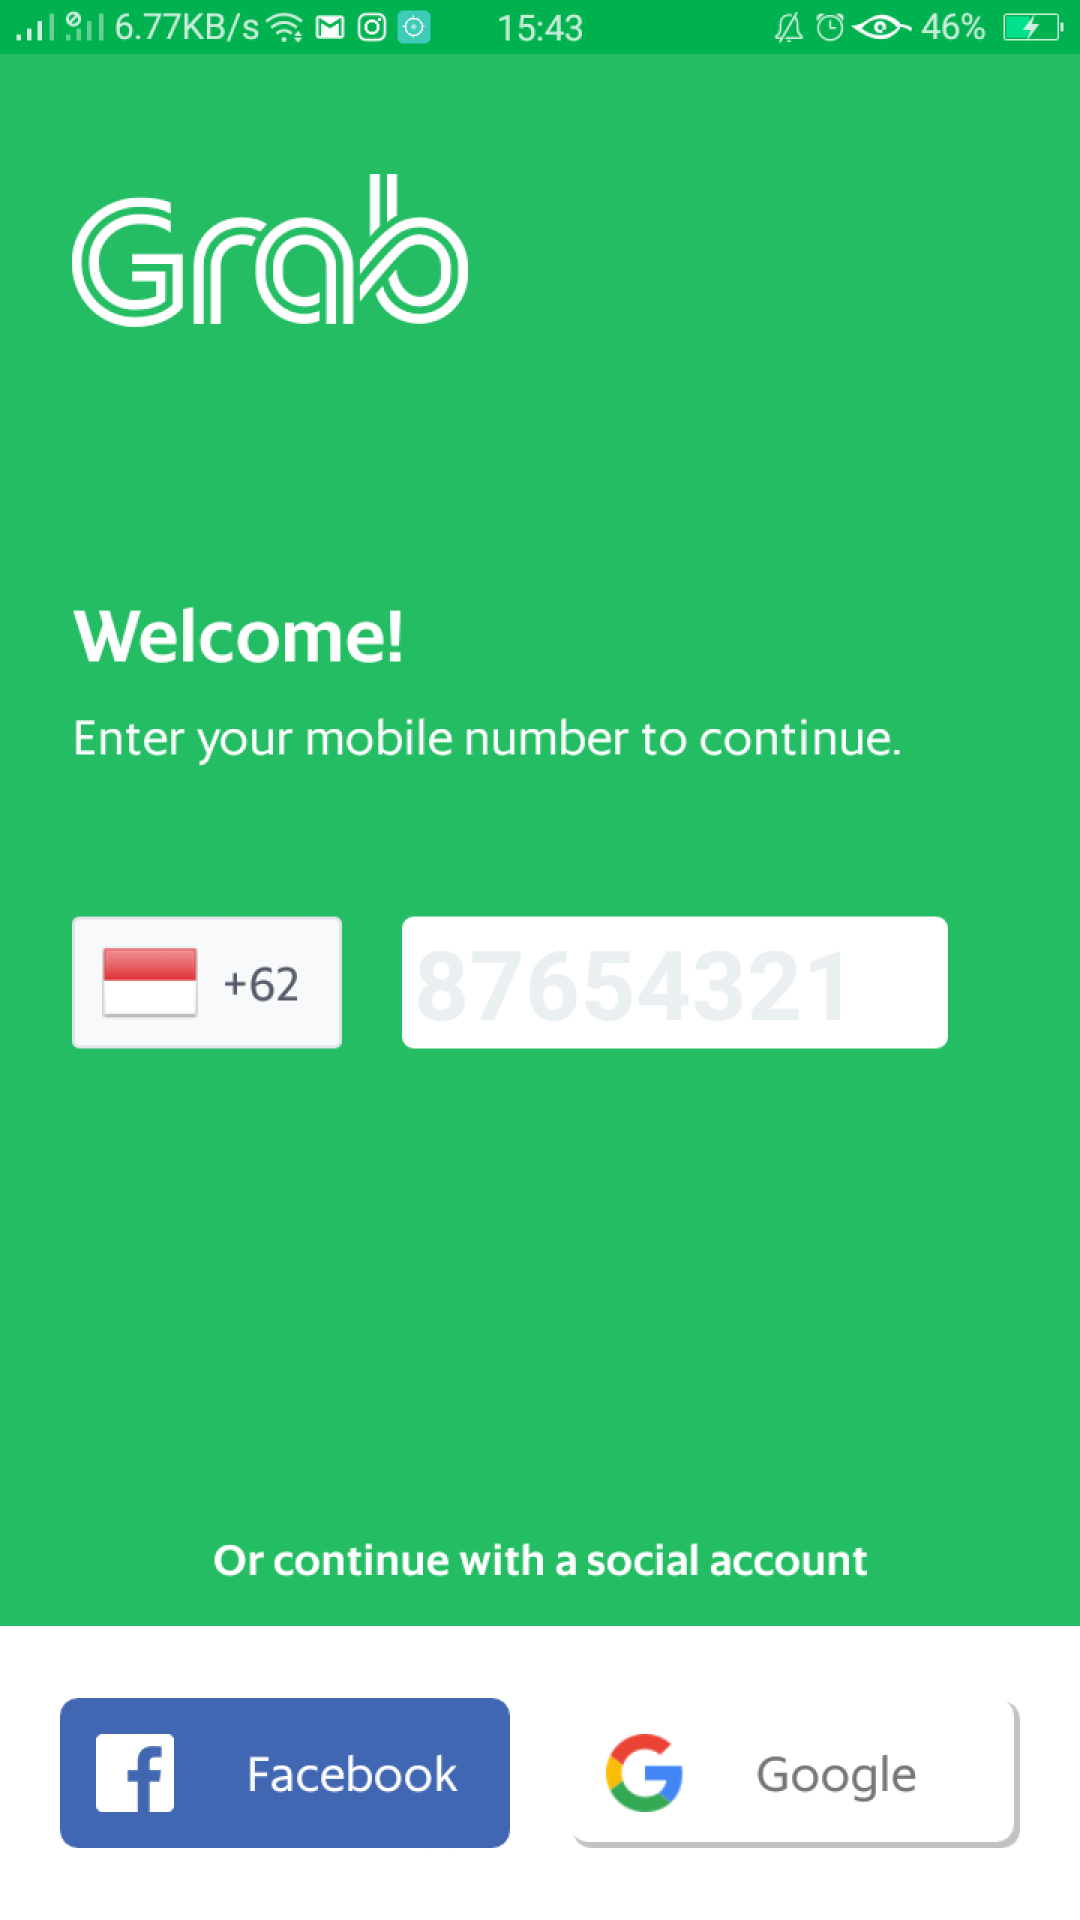 6.77KB/s 15:43 46%
Grab
Welcome!
Enter your mobile number to continue.
+62 87654321
Or continue with a social account
Facebook Google